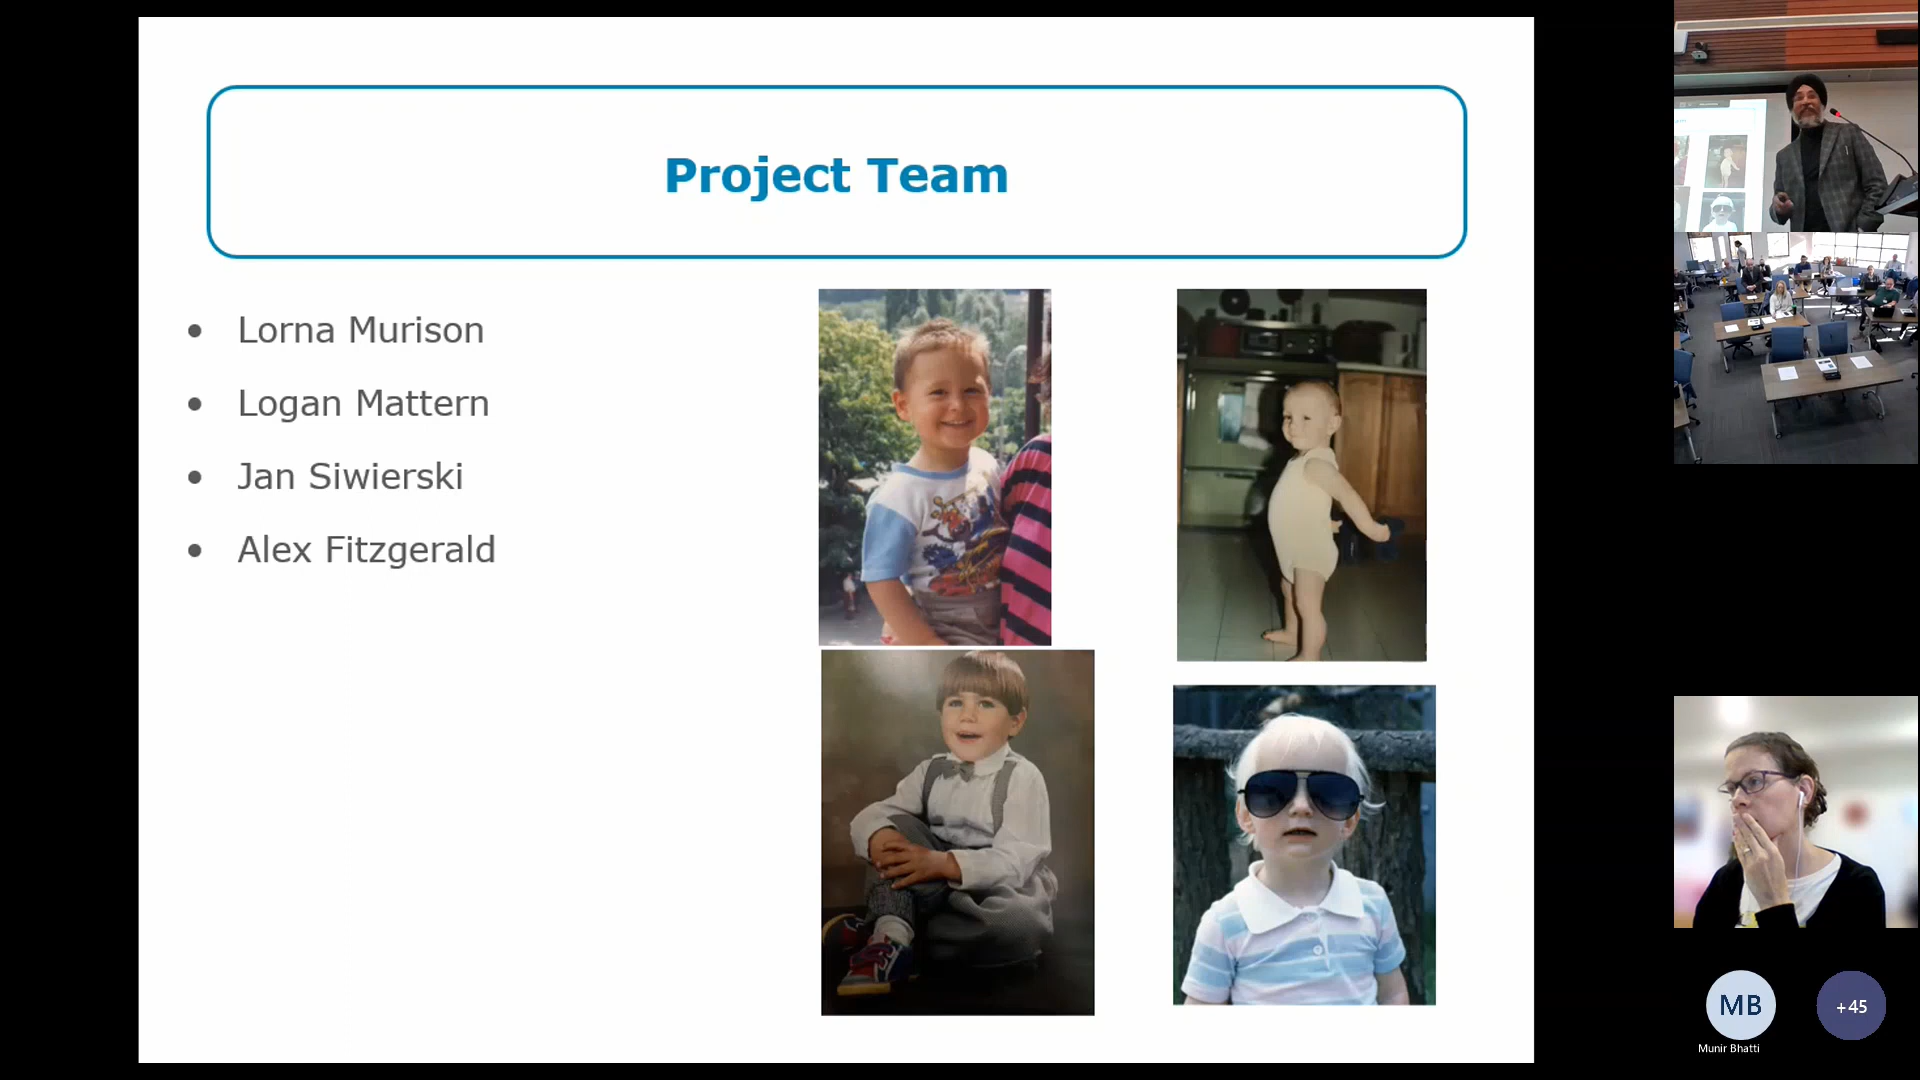 Project Team
• Lorna Murison
• Logan Mattern
• Jan Siwierski
• Alex Fitzgerald
MB
+45
Munir Bhatti